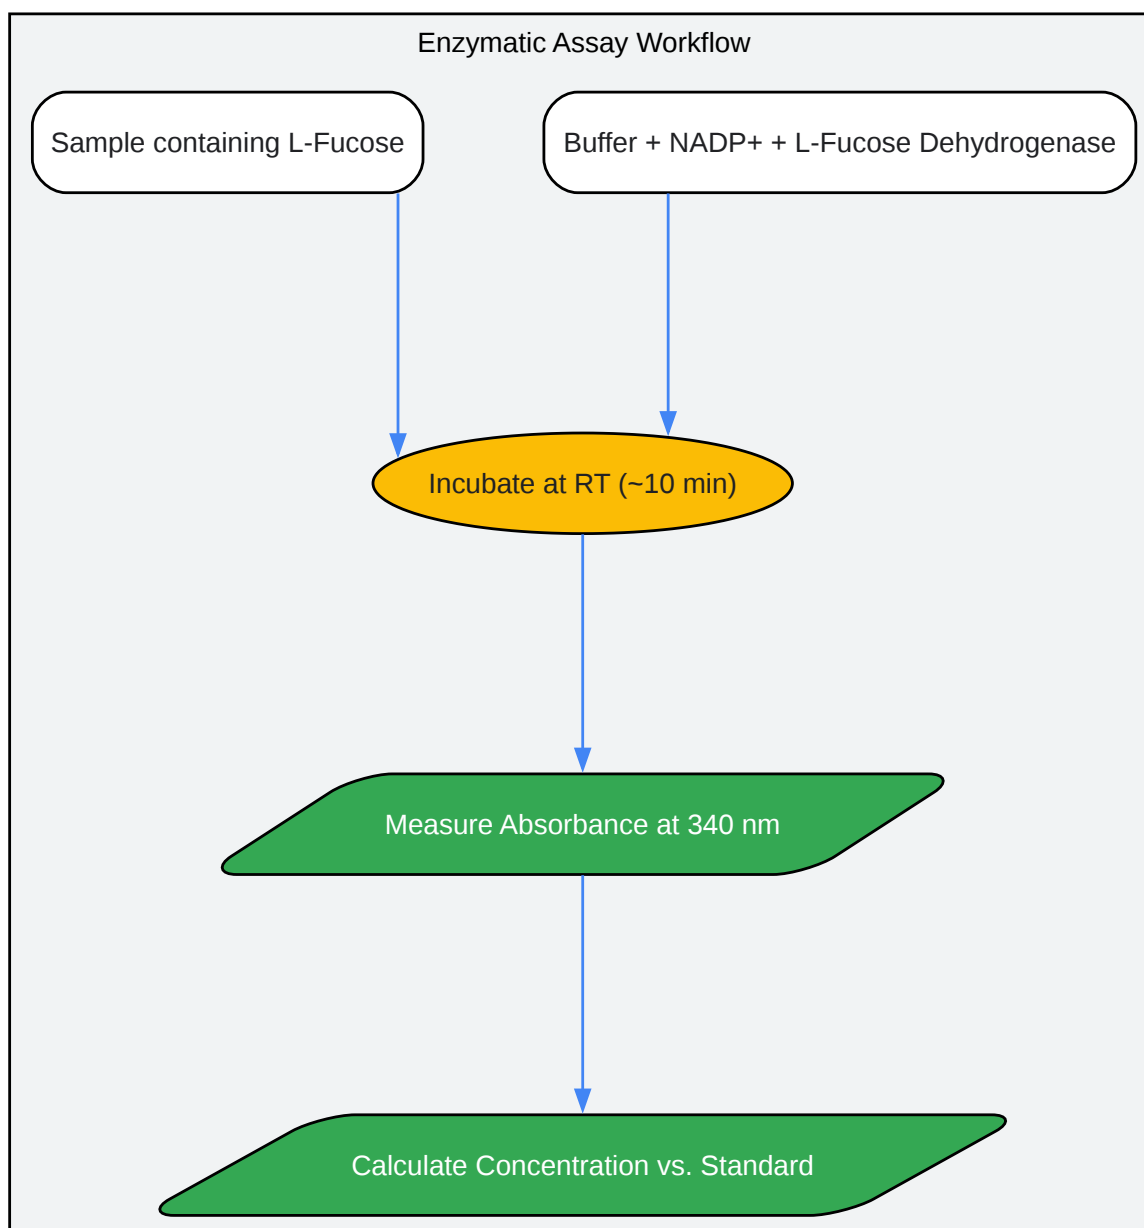 Enzymatic Assay Workflow
Sample containing L-Fucose
Buffer + NADP+ + L-Fucose Dehydrogenase
Incubate at RT (~10 min)
Measure Absorbance at 340 nm
Calculate Concentration vs. Standard